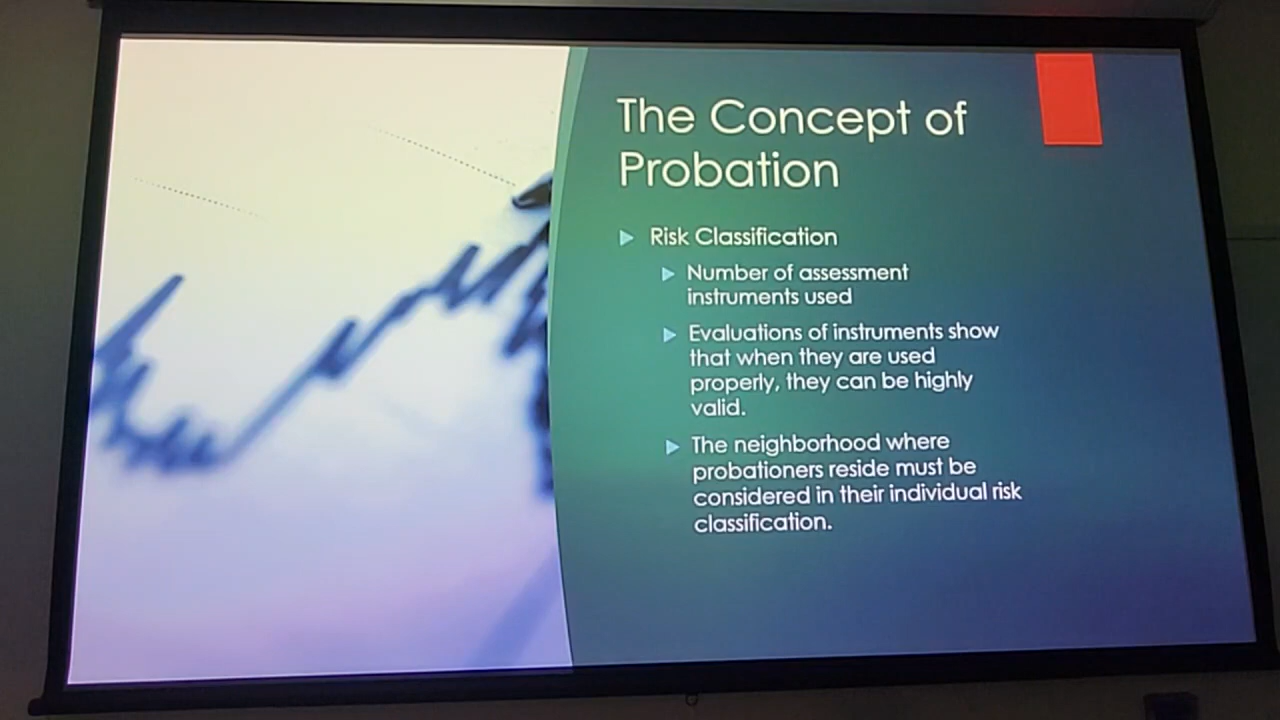 The Concept of
Probation
Risk Classification
Number of assessment
instruments used
Evaluations of instruments show
that when they are used
properly, they can be highly
valid.
The neighborhood where
probationers reside must be
considered in their individual risk
classification.